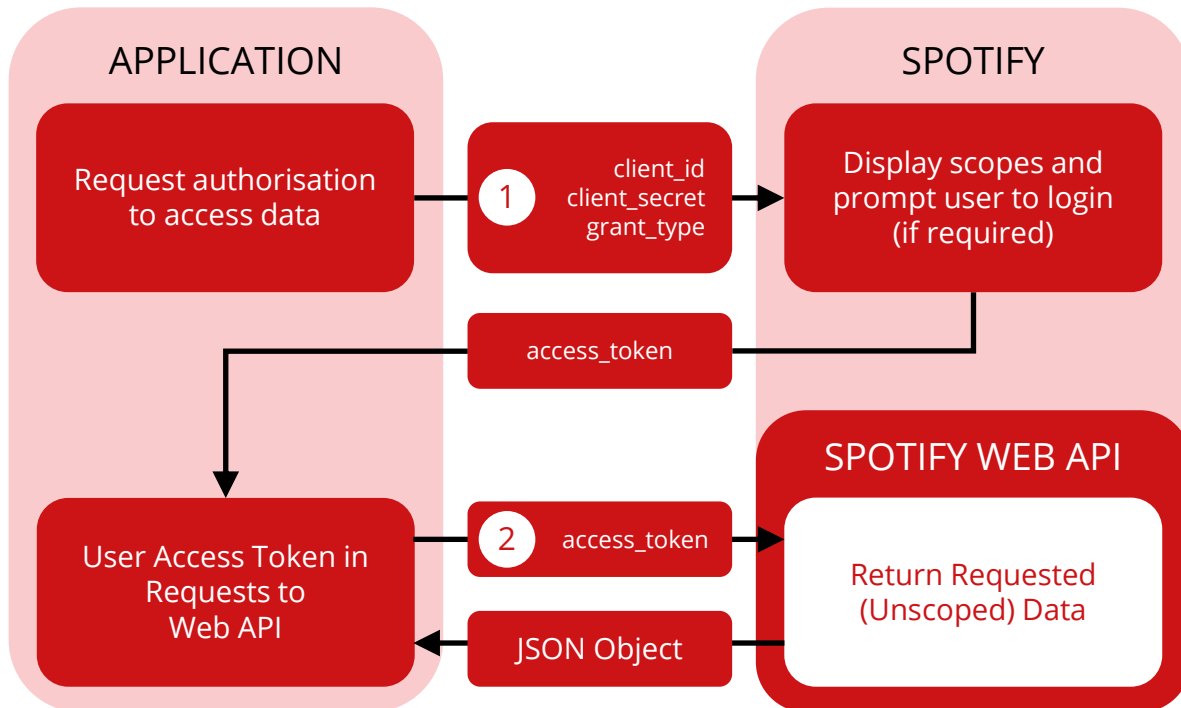 APPLICATION
SPOTIFY
Request authorisation
to access data
1
client_id
client_secret
grant_type
Display scopes and
prompt user to login
(if required)
access_token
SPOTIFY WEB API
User Access Token in
Requests to
Web API
2
access_token
Return Requested
(Unscoped) Data
JSON Object